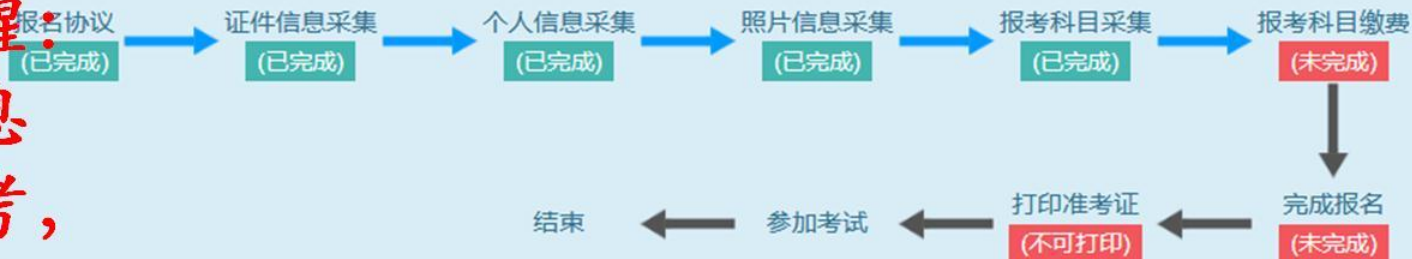 醒：
报名协议 证件信息采集 个人信息采集 照片信息采集 报考科目采集 报考科目缴费
(已完成) (已完成) (已完成) (已完成) (已完成) (未完成)
息
结束 参加考试 打印准考证 完成报名
(不可打印) (未完成)